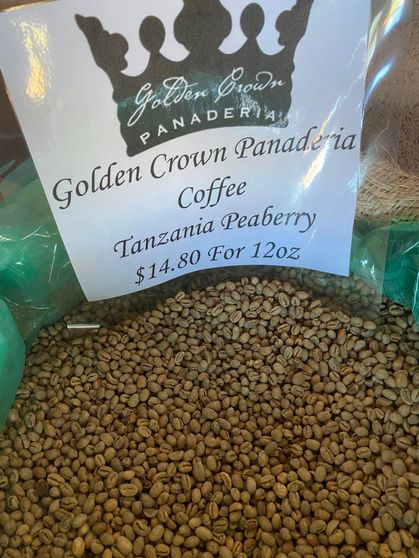 Golden Crown
PANADERIA
Golden Crown Panaderia
Coffee
Tanzania Peaberry
$14.80 For 12oz